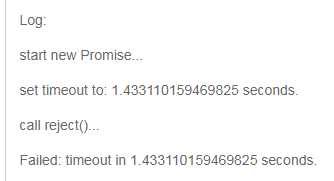 Log:
start new Promise...
set timeout to: 1.433110159469825 seconds.
call reject()...
Failed: timeout in 1.433110159469825 seconds.